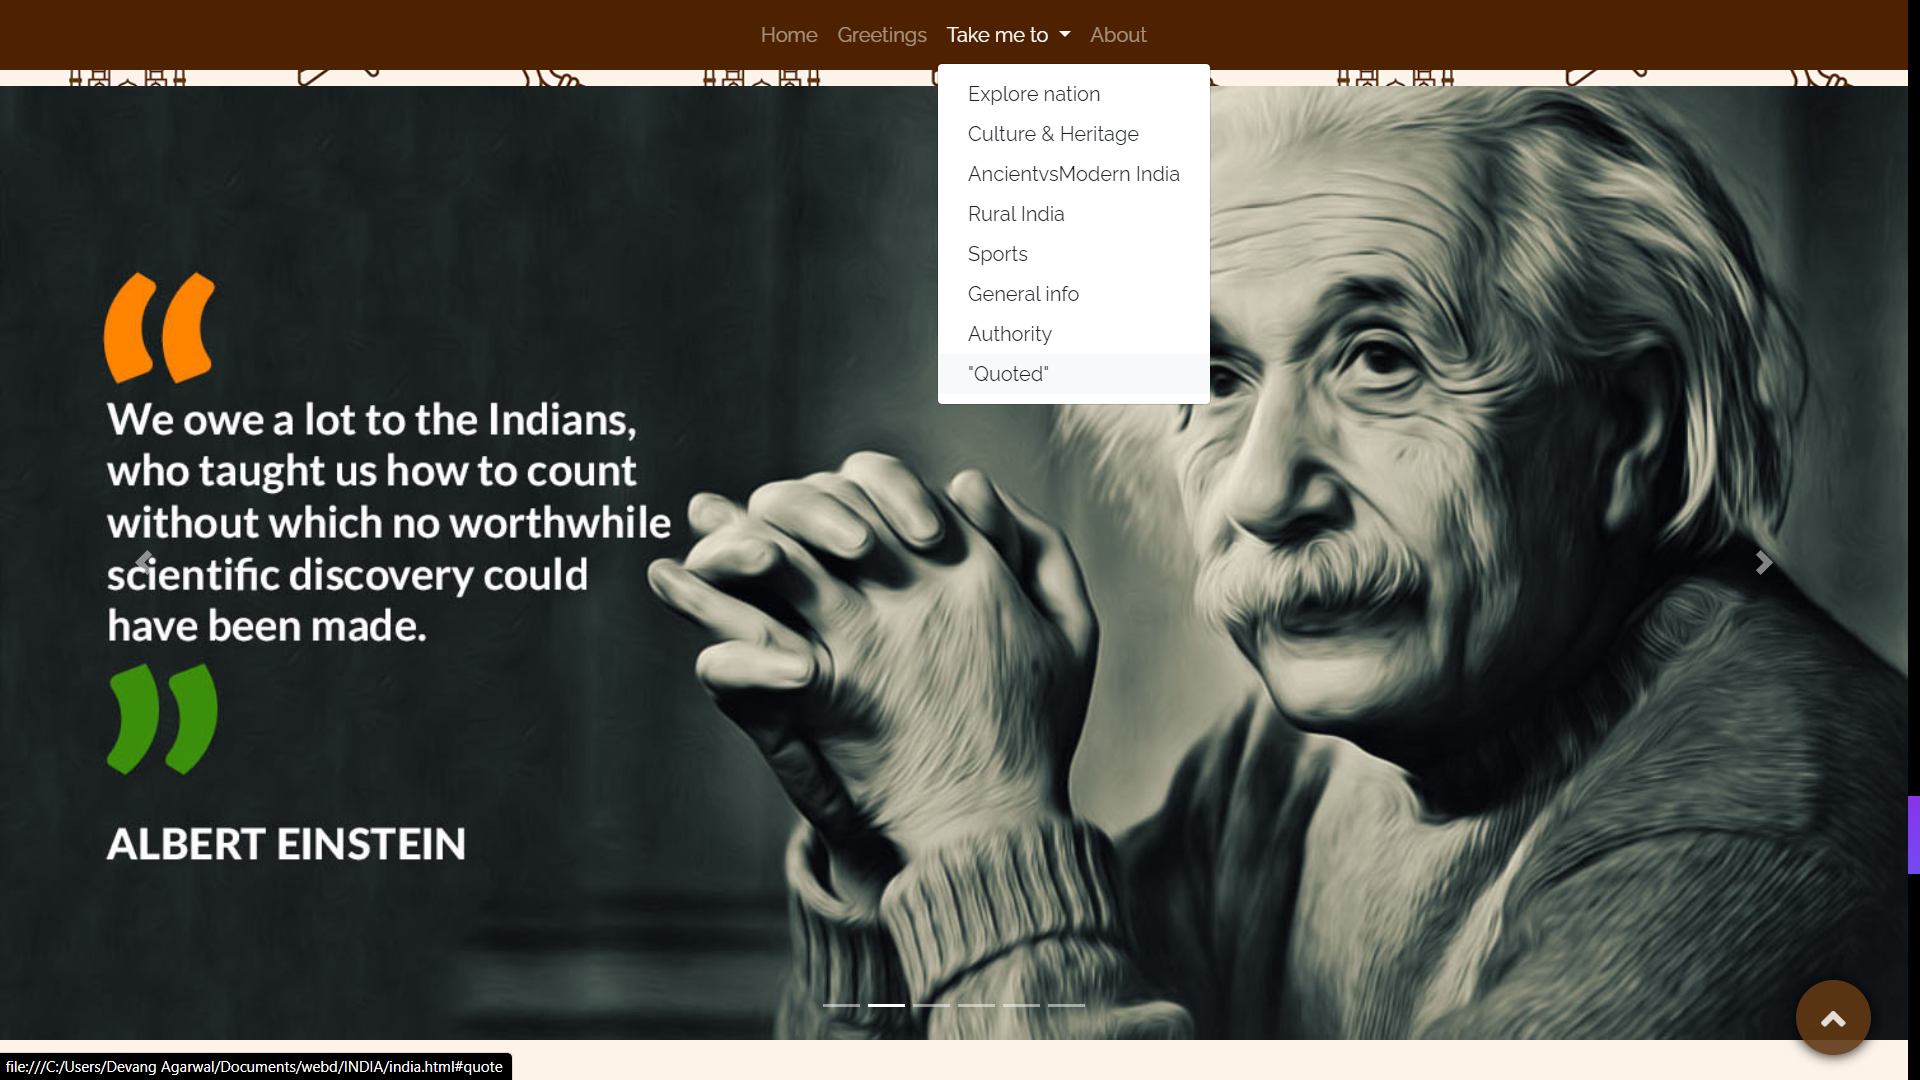 Home Greetings Take me to About
Explore nation
Culture & Heritage
AncientvsModern India
Rural India
Sports
General info
Authority
"Quoted"
“
We owe a lot to the Indians,
who taught us how to count
without which no worthwhile
scientific discovery could
have been made.
”
ALBERT EINSTEIN
file:///C:/Users/Devang Agarwal/Documents/webd/INDIA/india.html#quote